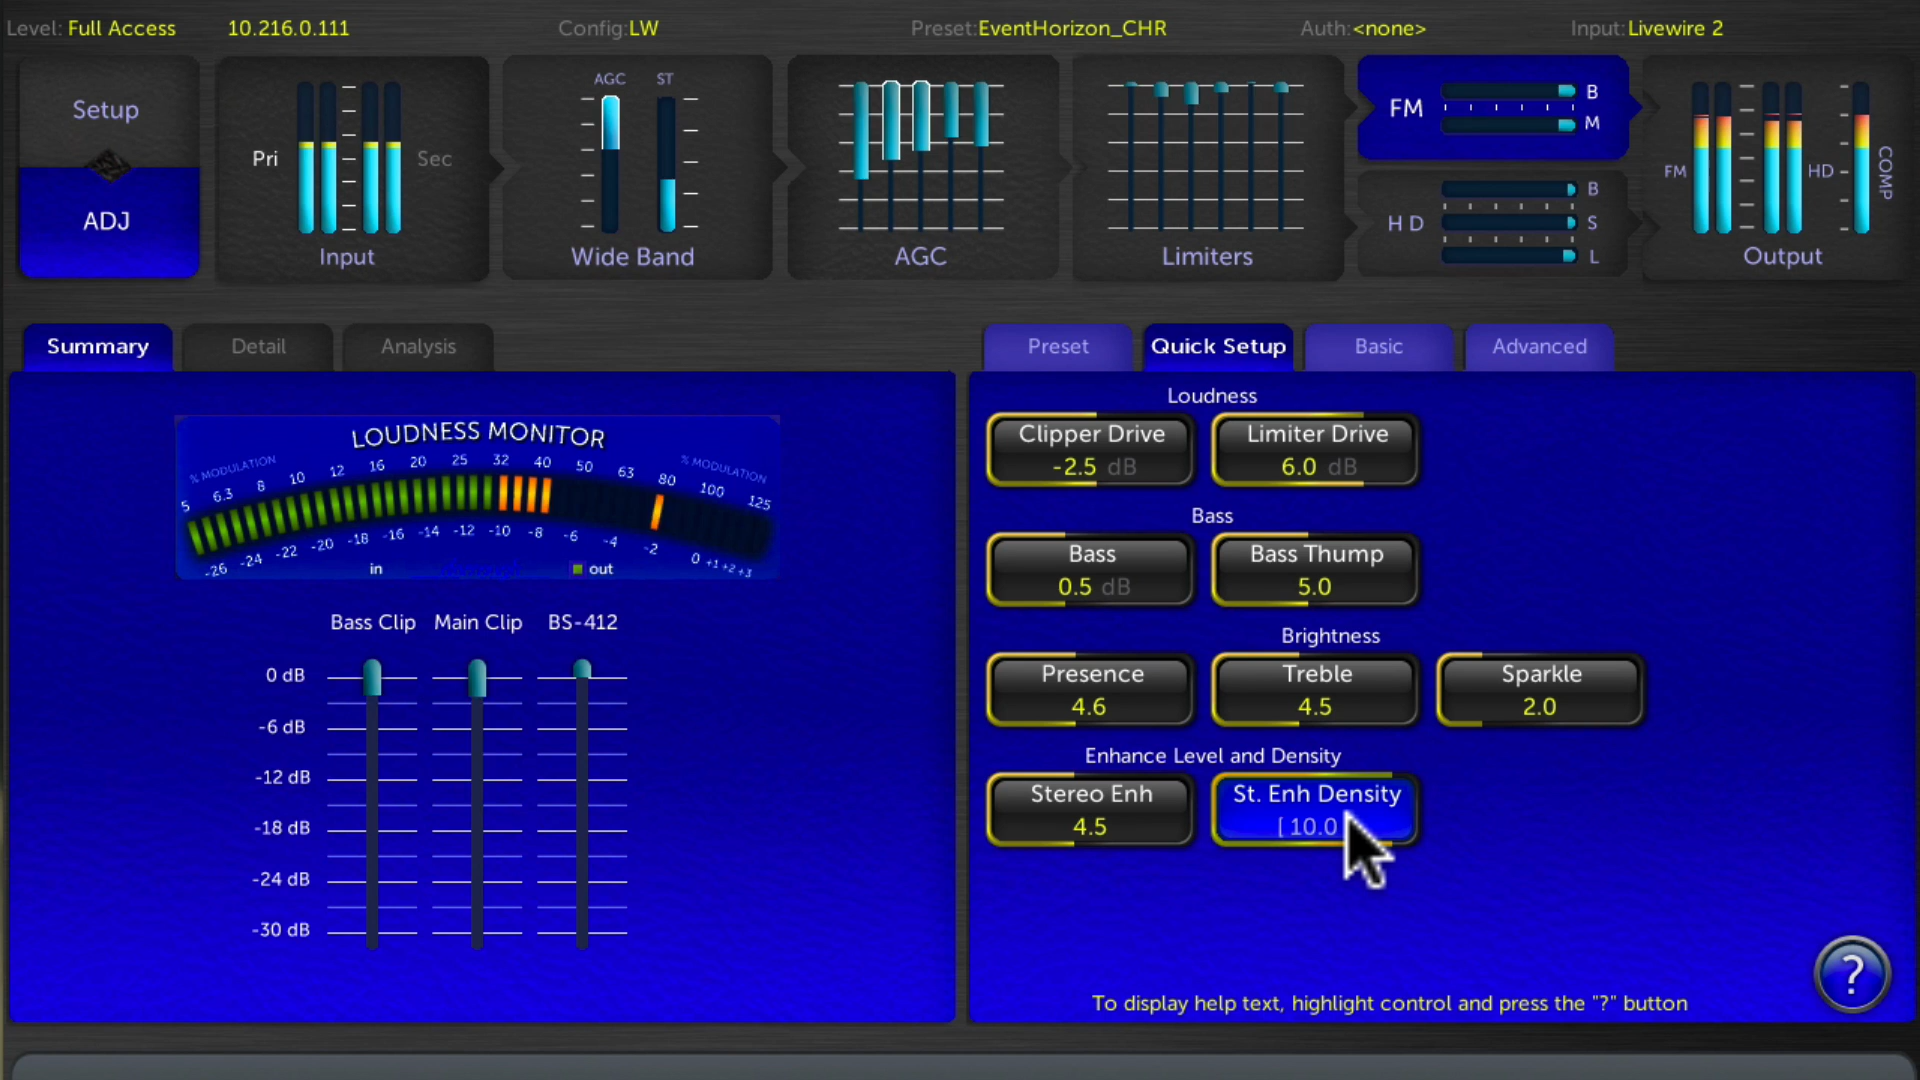 Level: Full Access
10.216.0.111
Config:LW
Preset:EventHorizon_CHR
Auth:<none>
Input:Livewire 2
Setup
ADJ
Pri
Sec
Input
AGC ST
Wide Band
AGC
Limiters
FM
B
M
H D
B
S
L
FM
HD
COMP
Output
Summary
Detail
Analysis
Preset
Quick Setup
Basic
Advanced
LOUDNESS MONITOR
% MODULATION
% MODULATION
5 6.3 8 10 12 16 20 25 32 40 50 63 80 100 125
-26 -24 -22 -20 -18 -16 -14 -12 -10 -8 -6 -4 -2 0 +1 +2 +3
in
out
Bass Clip Main Clip BS-412
0 dB
-6 dB
-12 dB
-18 dB
-24 dB
-30 dB
Loudness
Clipper Drive
-2.5 dB
Limiter Drive
6.0 dB
Bass
Bass
0.5 dB
Bass Thump
5.0
Brightness
Presence
4.6
Treble
4.5
Sparkle
2.0
Enhance Level and Density
Stereo Enh
4.5
St. Enh Density
[ 10.0
?
To display help text, highlight control and press the "?" button